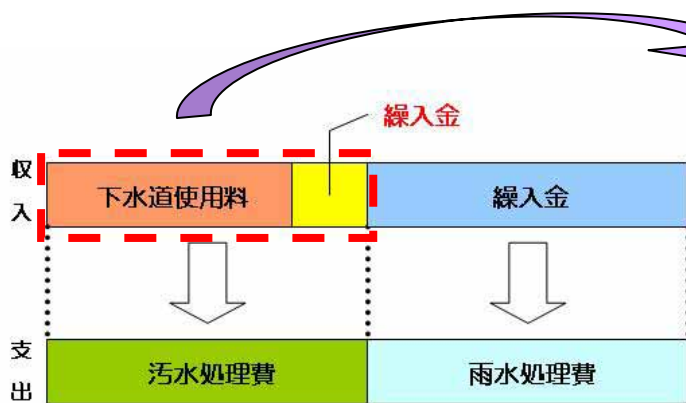 繰入金
収入
下水道使用料
繰入金
支出
汚水処理費
雨水処理費